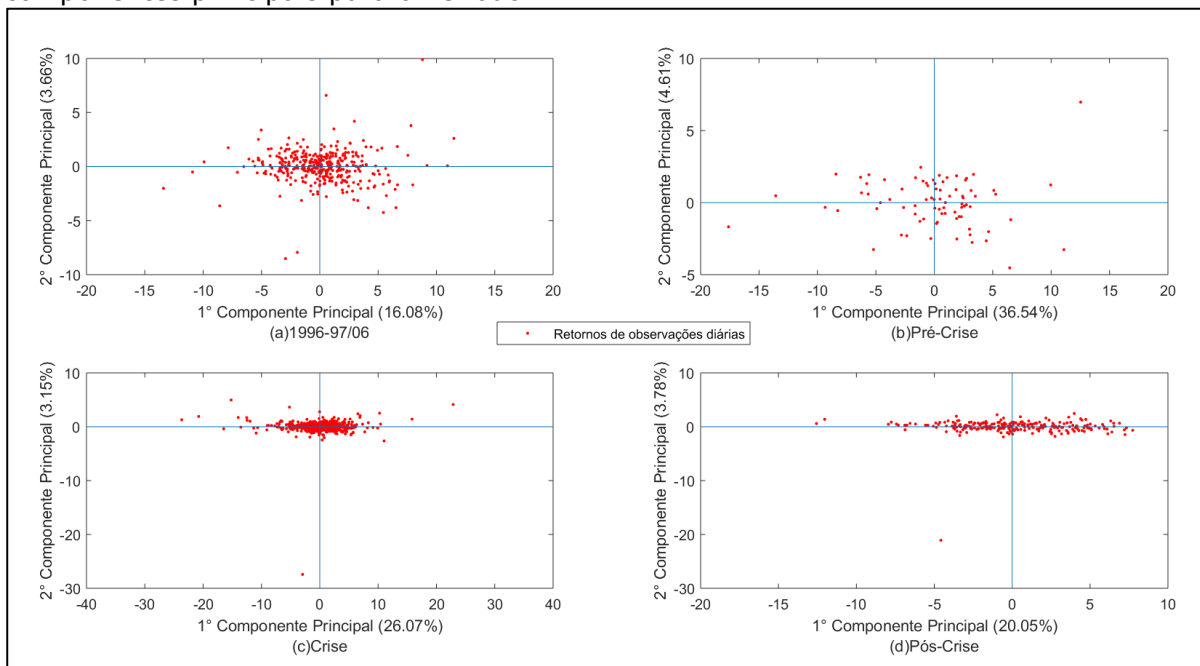 10
5
0
-5
-10
2° Componente Principal (3.66%)
-20 -15 -10 -5 0 5 10 15 20
1° Componente Principal (16.08%)
(a)1996-97/06
10
5
0
-5
2° Componente Principal (4.61%)
-20 -15 -10 -5 0 5 10 15 20
1° Componente Principal (36.54%)
(b)Pré-Crise
Retornos de observações diárias
10
0
-10
-20
-30
2° Componente Principal (3.15%)
-40 -30 -20 -10 0 10 20 30 40
1° Componente Principal (26.07%)
(c)Crise
10
0
-10
-20
-30
2° Componente Principal (3.78%)
-20 -15 -10 -5 0 5 10
1° Componente Principal (20.05%)
(d)Pós-Crise